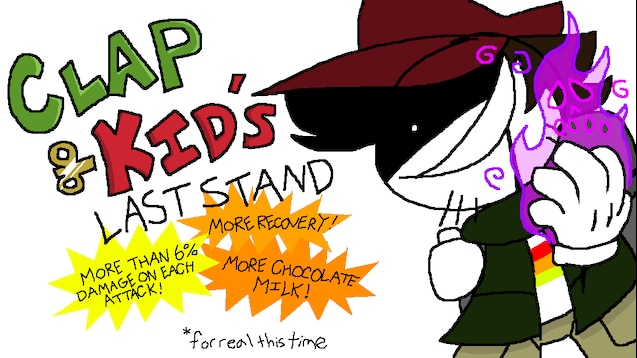 CLAP
& KID'S
LAST STAND
MORE RECOVERY!
MORE THAN 6%
DAMAGE ON EACH
ATTACK!
MORE CHOCOLATE
MILK!
*for real this time